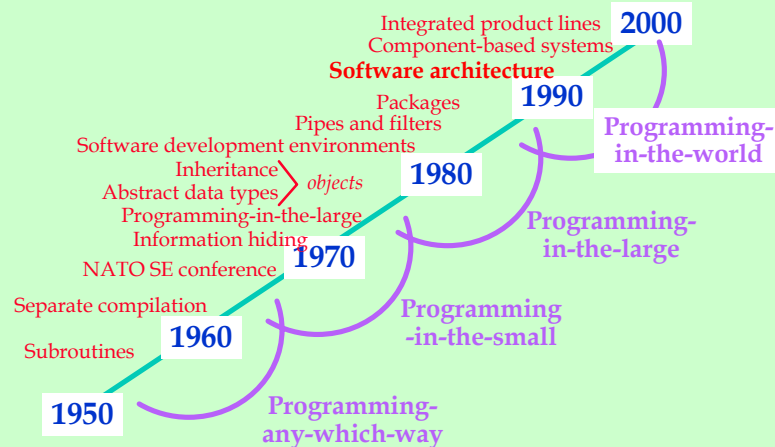 Integrated product lines
2000
Component-based systems
Software architecture
1990
Packages
Pipes and filters
Programming-
in-the-world
Software development environments
Inheritance
objects
Abstract data types
1980
Programming-in-the-large
Programming-
in-the-large
Information hiding
1970
NATO SE conference
Separate compilation
Programming
-in-the-small
1960
Subroutines
1950
Programming-
any-which-way